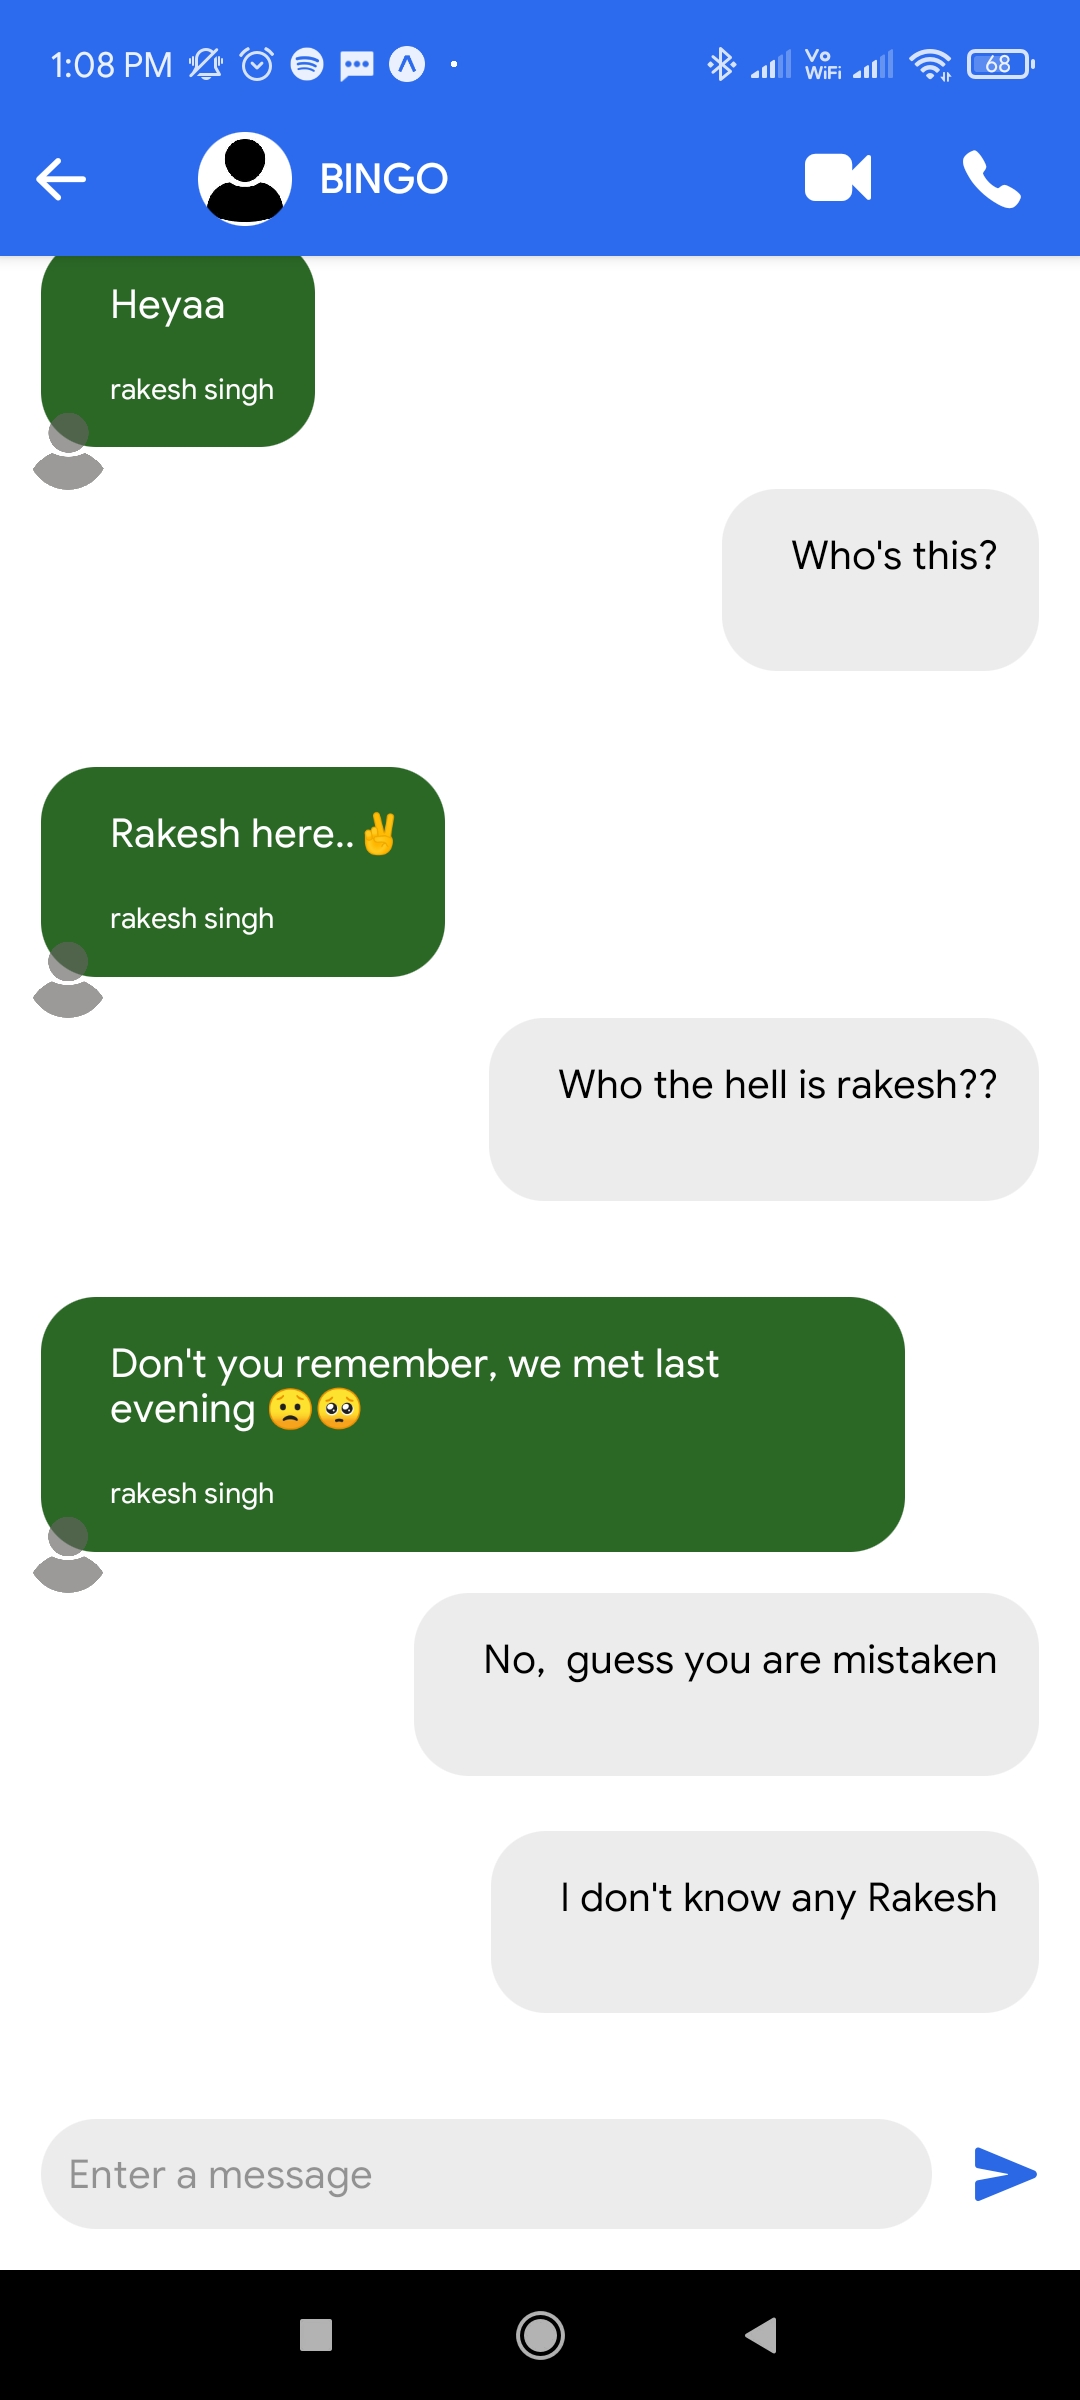 1:08 PM
Vo
WiFi
68
BINGO
Heyaa
rakesh singh
Who's this?
Rakesh here..✌
rakesh singh
Who the hell is rakesh??
Don't you remember, we met last
evening 😟🥺
rakesh singh
No,  guess you are mistaken
I don't know any Rakesh
Enter a message